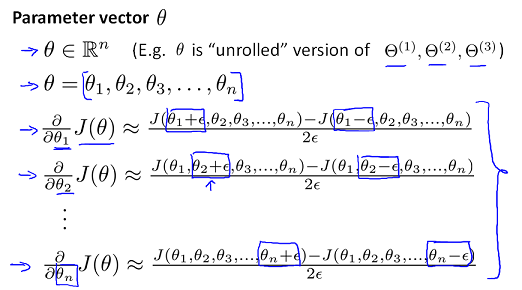 Parameter vector θ
→ θ ∈ ℝⁿ (E.g. θ is “unrolled” version of Θ⁽¹⁾, Θ⁽²⁾, Θ⁽³⁾)
→ θ = [θ₁, θ₂, θ₃, . . . , θₙ]
→ ∂/∂θ₁ J(θ) ≈ J(θ₁+ϵ,θ₂,θ₃,...,θₙ)−J(θ₁−ϵ,θ₂,θ₃,...,θₙ) / 2ϵ
→ ∂/∂θ₂ J(θ) ≈ J(θ₁,θ₂+ϵ,θ₃,...,θₙ)−J(θ₁,θ₂−ϵ,θ₃,...,θₙ) / 2ϵ
⋮
→ ∂/∂θₙ J(θ) ≈ J(θ₁,θ₂,θ₃,...,θₙ+ϵ)−J(θ₁,θ₂,θ₃,...,θₙ−ϵ) / 2ϵ